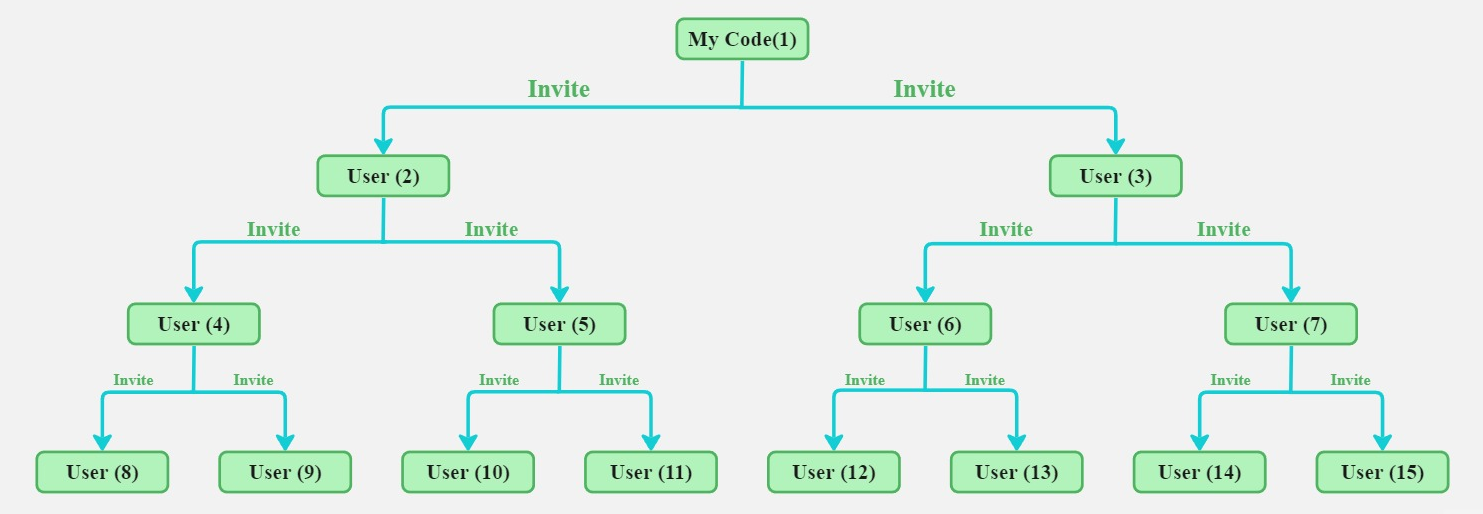 My Code(1)
Invite
Invite
User (2)
User (3)
Invite
Invite
Invite
Invite
User (4)
User (5)
User (6)
User (7)
Invite
Invite
Invite
Invite
Invite
Invite
Invite
Invite
User (8)
User (9)
User (10)
User (11)
User (12)
User (13)
User (14)
User (15)